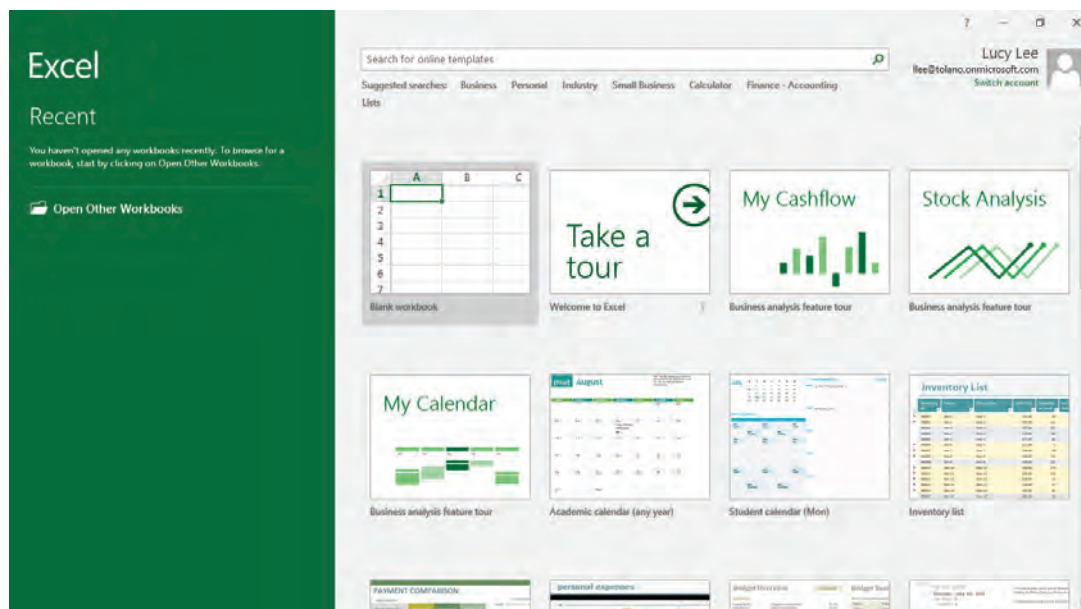 Excel
Recent
You haven't opened any workbooks recently. To browse for a
workbook, start by clicking on Open Other Workbooks.
Open Other Workbooks
?
Search for online templates
Lucy Lee
llee@tolano.onmicrosoft.com
Switch account
Suggested searches: Business Personal Industry Small Business Calculator Finance - Accounting
Lists
A B C
1
2
3
4
5
6
7
Take a
tour
My Cashflow
Stock Analysis
Blank workbook
Welcome to Excel
Business analysis feature tour
Business analysis feature tour
My Calendar
August
Inventory List
Business analysis feature tour
Academic calendar (any year)
Student calendar (Mon)
Inventory list
PAYMENT COMPARISON
personal expenses
Budget Overview